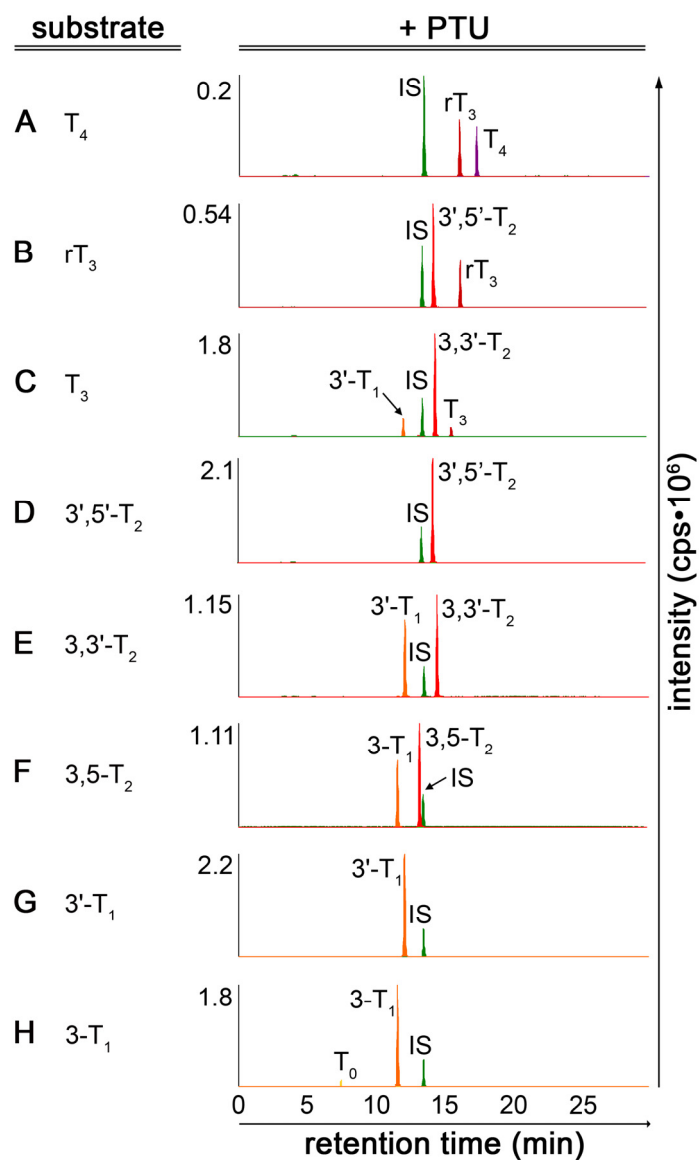 substrate + PTU
A T₄ 0.2 IS rT₃ T₄
B rT₃ 0.54 IS 3',5’-T₂ rT₃
C T₃ 1.8 3'-T₁ IS 3,3'-T₂ T₃
D 3',5'-T₂ 2.1 IS 3',5’-T₂
E 3,3'-T₂ 1.15 3'-T₁ IS 3,3'-T₂
F 3,5-T₂ 1.11 3-T₁ 3,5-T₂ IS
G 3'-T₁ 2.2 3'-T₁ IS
H 3-T₁ 1.8 T₀ 3-T₁ IS
0 5 10 15 20 25
retention time (min)
intensity (cps•10⁶)